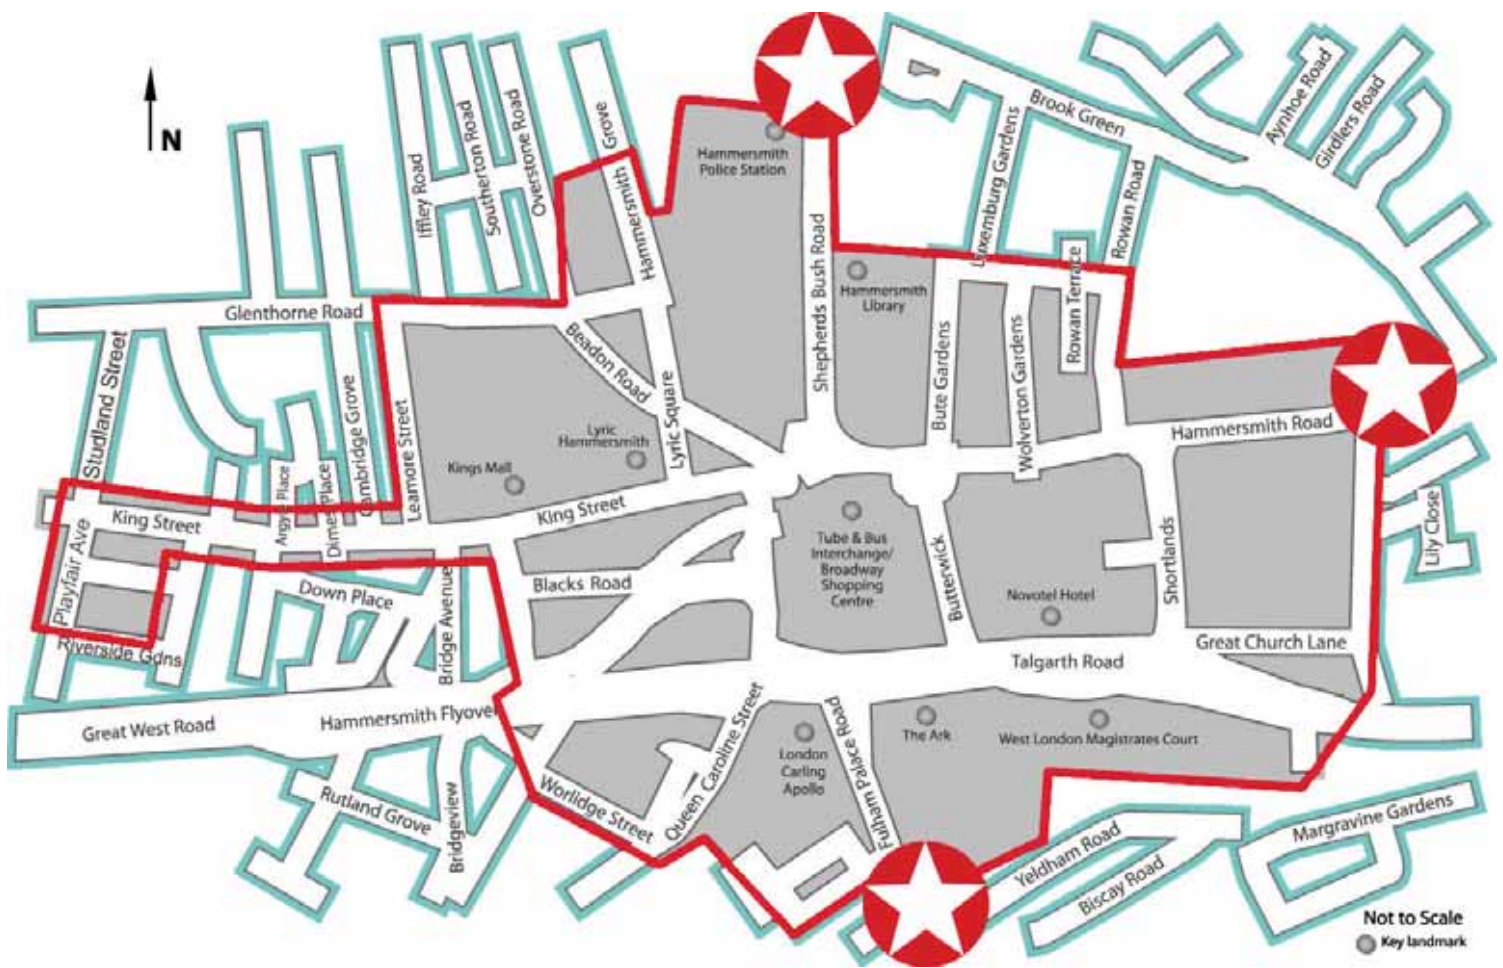 N
Hammersmith
Police Station
Brook Green
Aynhoe Road
Girdlers Road
Luxemburg Gardens
Rowan Road
Iffley Road
Southerton Road
Overstone Road
Hammersmith Grove
Shepherds Bush Road
Hammersmith
Library
Rowan Terrace
Glenthorne Road
Beadon Road
Bute Gardens
Wolverton Gardens
Studland Street
Cambridge Grove
Leamore Street
Lyric Square
Lyric
Hammersmith
Kings Mall
Hammersmith Road
Argyle Place
Dimes Place
King Street
King Street
Playfair Ave
Tube & Bus
Interchange/
Broadway
Shopping
Centre
Butterwick
Shortlands
Lily Close
Blacks Road
Down Place
Bridge Avenue
Novotel Hotel
Riverside Gdns
Great Church Lane
Talgarth Road
Great West Road
Hammersmith Flyover
Queen Caroline Street
Fulham Palace Road
The Ark
West London Magistrates Court
London
Carling
Apollo
Worlidge Street
Rutland Grove
Bridgeview
Yeldham Road
Biscay Road
Margravine Gardens
Not to Scale
Key landmark